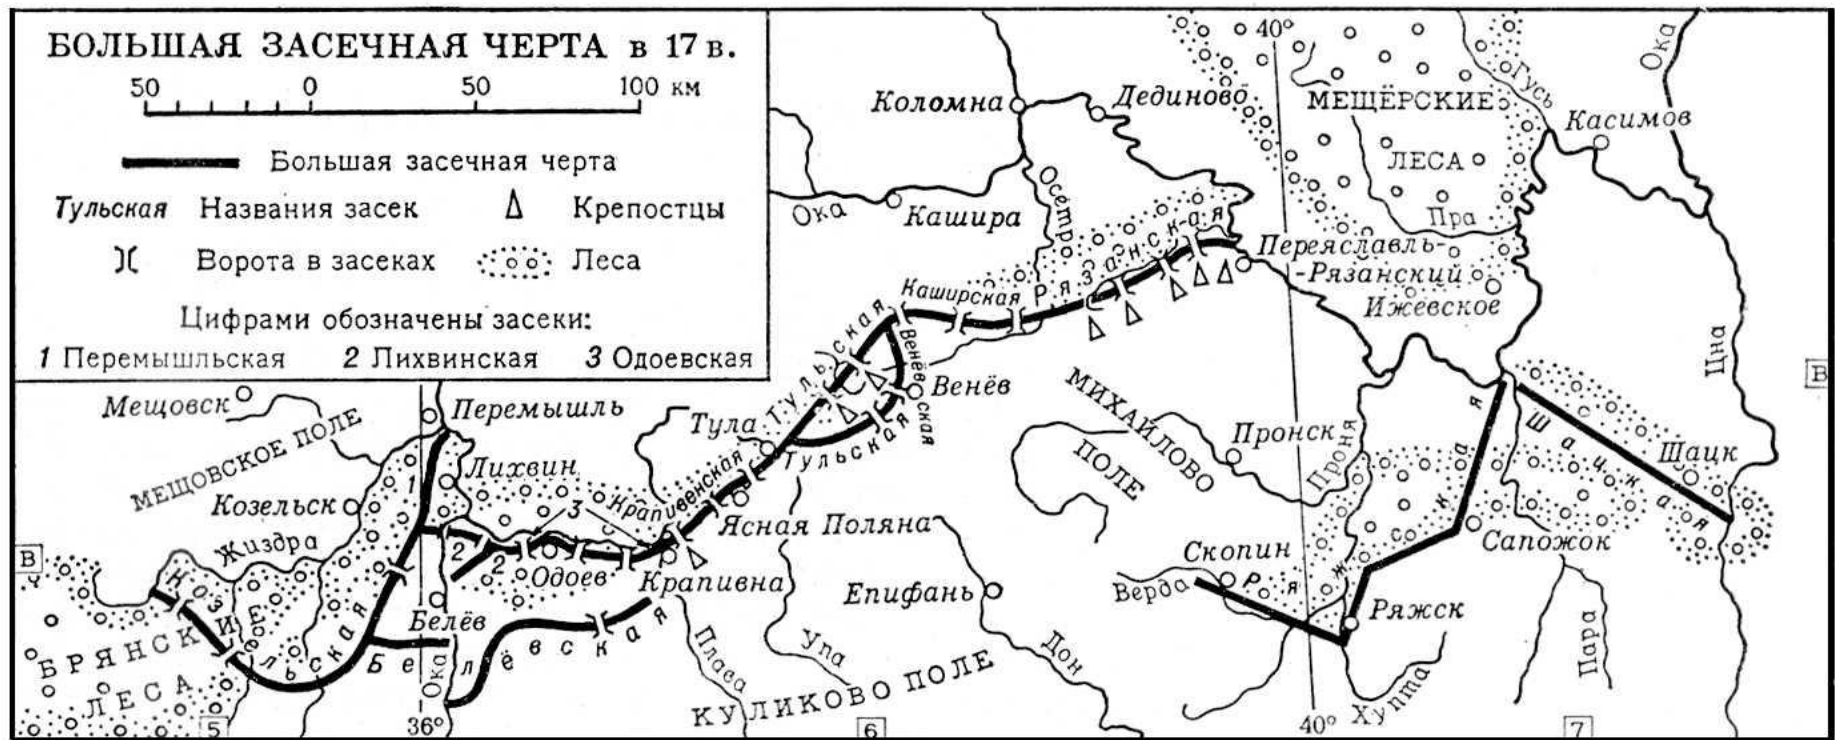 БОЛЬШАЯ ЗАСЕЧНАЯ ЧЕРТА в 17 в.
50 0 50 100 км
Большая засечная черта
Тульская Названия засек Крепостцы
Ворота в засеках Леса
Цифрами обозначены засеки:
1 Перемышльская 2 Лихвинская 3 Одоевская
40°
Ока
Гусь
Коломна
Дединово
МЕЩЁРСКИЕ
ЛЕСА
Касимов
Осётр
Ока
Кашира
Пра
Рязанская
Переяславль-
-Рязанский
Ижевское
Каширская
Цна
В
Тульская
Венёвская
Венёв
Мещовск
Перемышль
МЕЩОВСКОЕ ПОЛЕ
Тула
Тульская
МИХАЙЛОВО
ПОЛЕ
Пронск
Проня
Шацкая
Шацк
Лихвин
1
Козельск
Крапивенская
3
Ясная Поляна
Ряжская
Сапожок
В
Жиздра
2
2
Одоев
Крапивна
Скопин
Верда
Епифань
Ряжск
Козельская
Белёв
Белёвская
БРЯНСКИЕ
ЛЕСА
Ока
Плава
Упа
Дон
КУЛИКОВО ПОЛЕ
Хупта
Пара
5
36°
6
40°
7